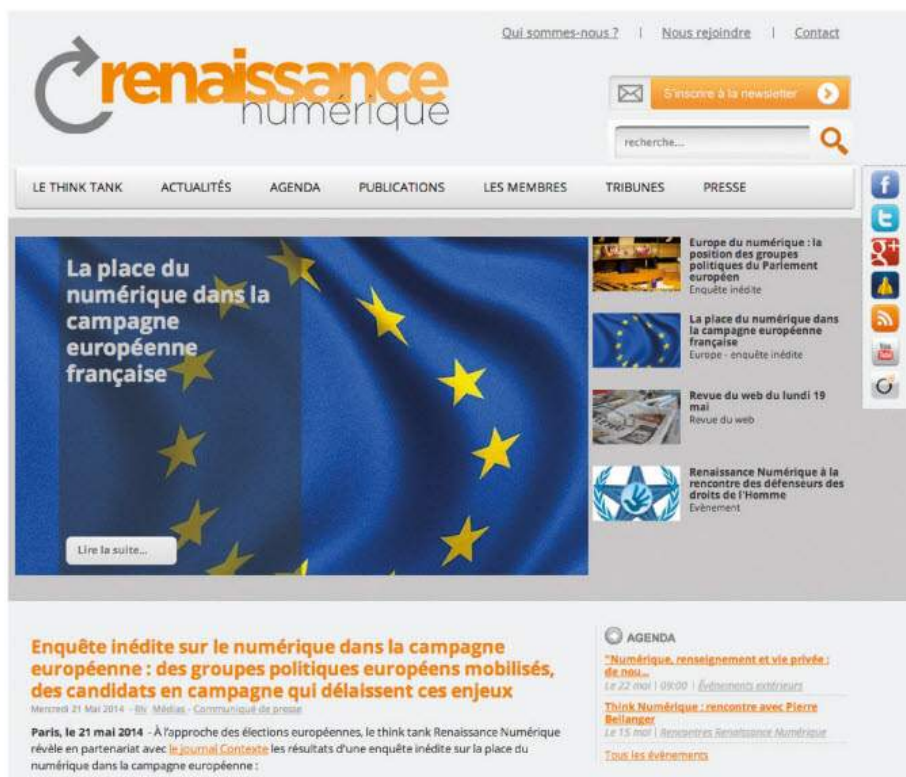 Qui sommes-nous ? | Nous rejoindre | Contact
renaissance
numérique
S'inscrire à la newsletter
recherche...
LE THINK TANK ACTUALITÉS AGENDA PUBLICATIONS LES MEMBRES TRIBUNES PRESSE
La place du
numérique dans la
campagne
européenne
française
Lire la suite...
Europe du numérique : la
position des groupes
politiques du Parlement
européen
Enquête inédite
La place du numérique dans
la campagne européenne
française
Europe - enquête inédite
Revue du web du lundi 19
mai
Revue du web
Renaissance Numérique à la
rencontre des défenseurs des
droits de l'Homme
Evènement
Enquête inédite sur le numérique dans la campagne
européenne : des groupes politiques européens mobilisés,
des candidats en campagne qui délaissent ces enjeux
Mercredi 21 Mai 2014 - Médias - Communiqué de presse
Paris, le 21 mai 2014 - À l'approche des élections européennes, le think tank Renaissance Numérique
révèle en partenariat avec le journal Contexte les résultats d'une enquête inédite sur la place du
numérique dans la campagne européenne :
AGENDA
"Numérique, renseignement et vie privée :
de nou...
Le 22 mai | 09:00 | Évènements extérieurs
Think Numérique : rencontre avec Pierre
Bellanger
Le 15 mai | Rencontres Renaissance Numérique
Tous les évènements